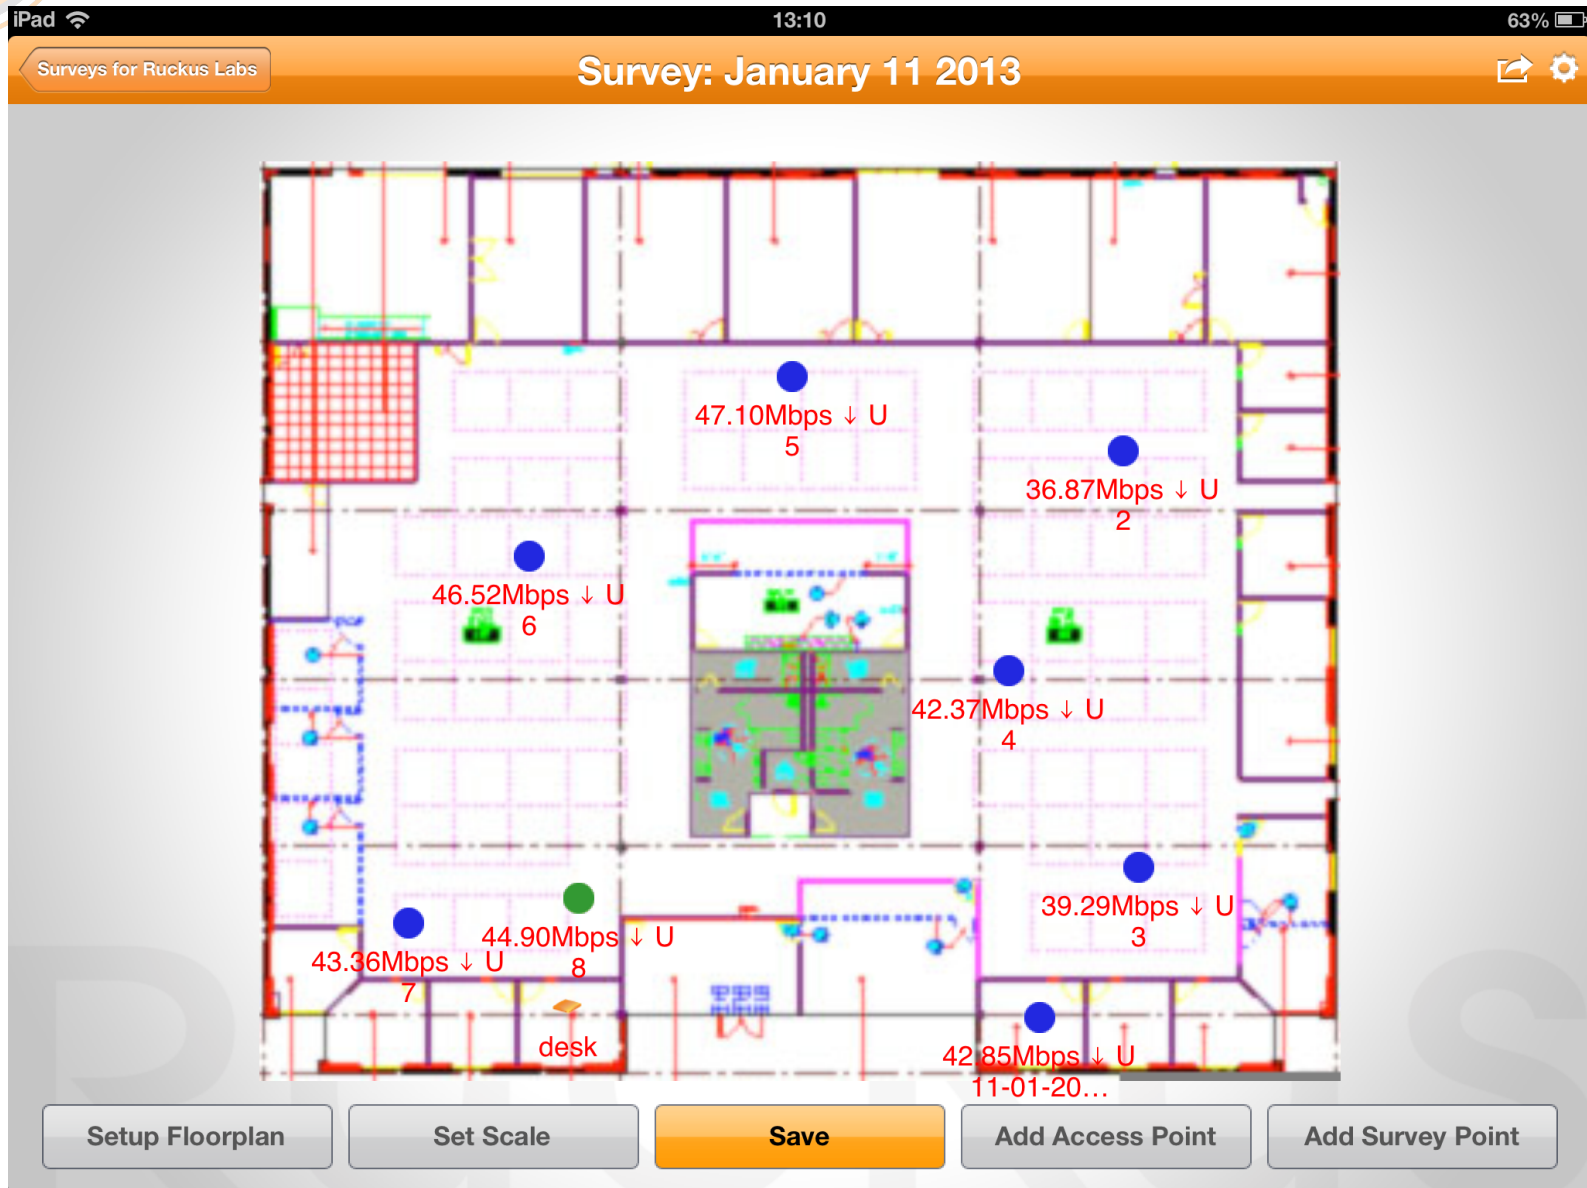 iPad 13:10 63%
Surveys for Ruckus Labs
Survey: January 11 2013
47.10Mbps ↓ U
5
36.87Mbps ↓ U
2
46.52Mbps ↓ U
6
42.37Mbps ↓ U
4
39.29Mbps ↓ U
3
44.90Mbps ↓ U
8
43.36Mbps ↓ U
7
desk
42.85Mbps ↓ U
11-01-20...
Setup Floorplan
Set Scale
Save
Add Access Point
Add Survey Point
RUCKUS